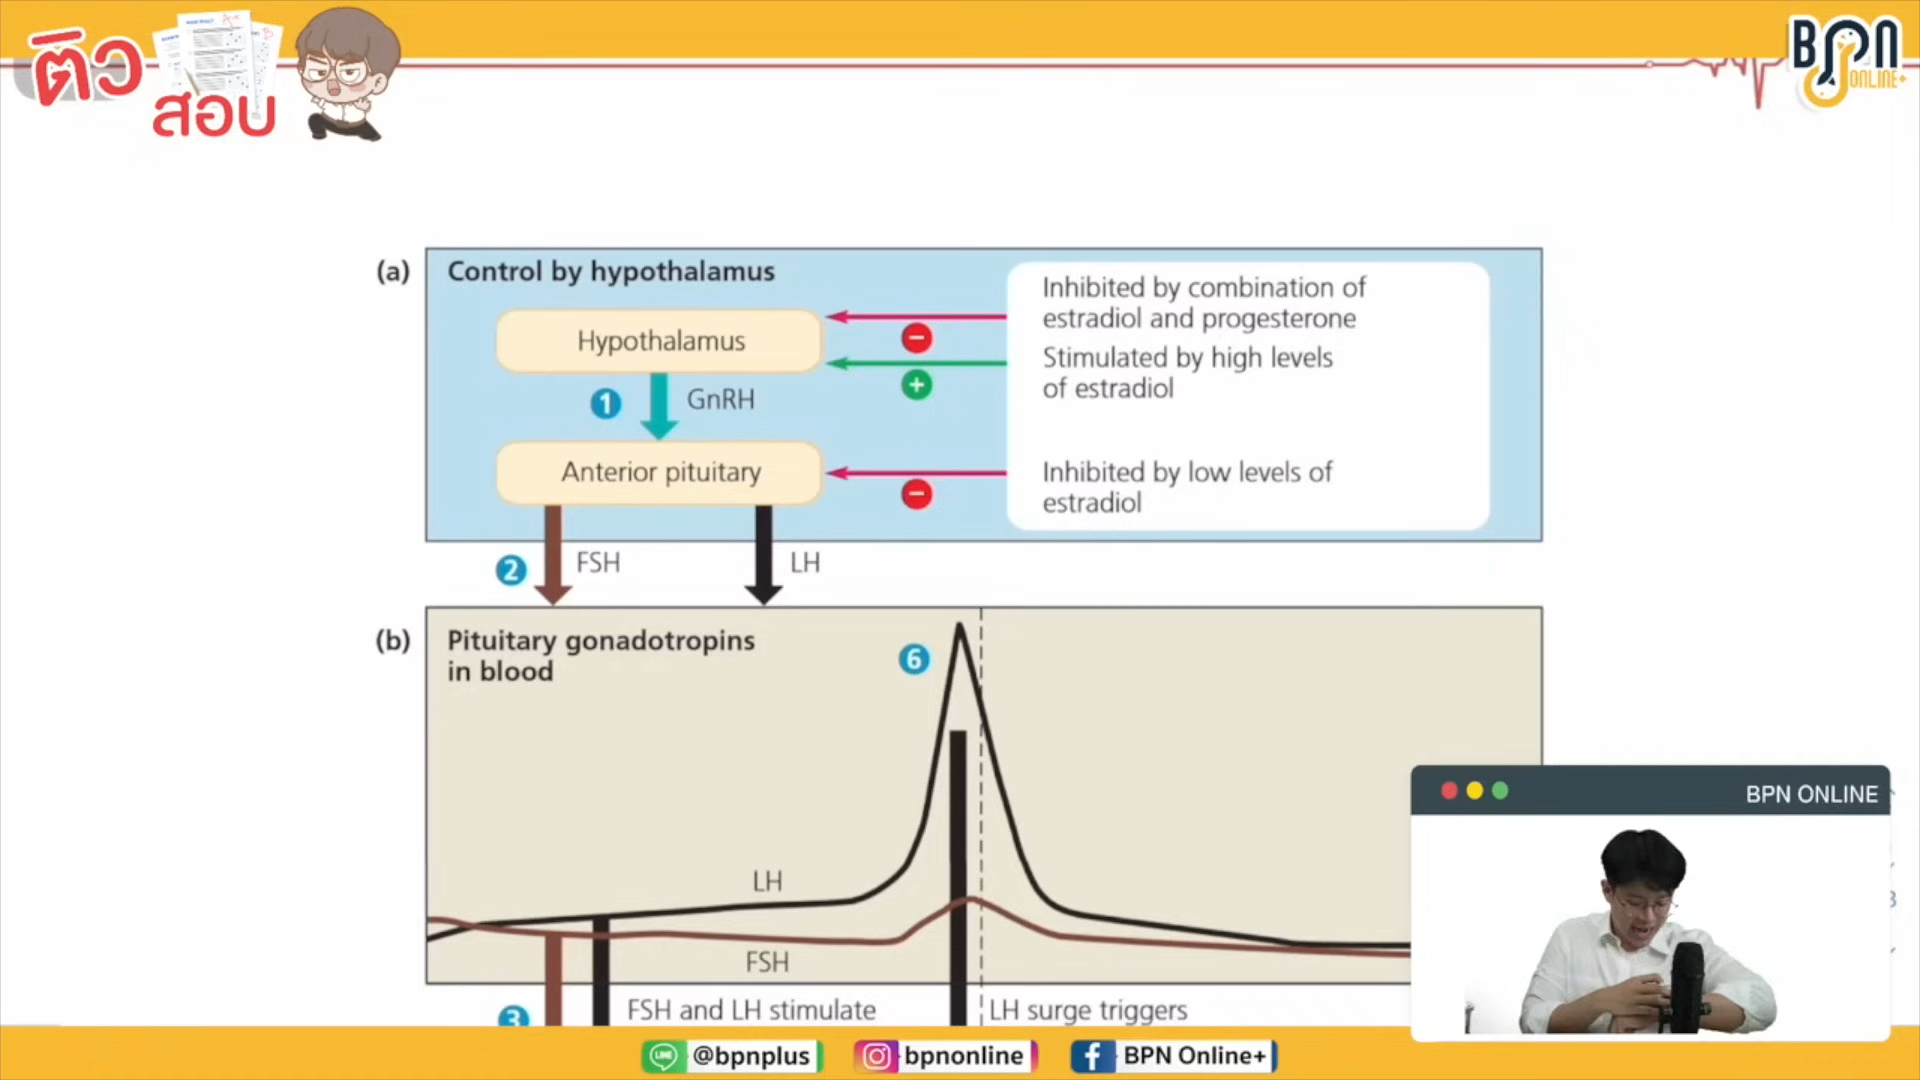 ติว
สอบ
BPN
ONLINE+
(a)
Control by hypothalamus
Hypothalamus
1
GnRH
Anterior pituitary
−
+
−
Inhibited by combination of
estradiol and progesterone
Stimulated by high levels
of estradiol
Inhibited by low levels of
estradiol
2
FSH
LH
(b)
Pituitary gonadotropins
in blood
6
LH
FSH
3
FSH and LH stimulate
LH surge triggers
BPN ONLINE
LINE
@bpnplus
bpnonline
BPN Online+